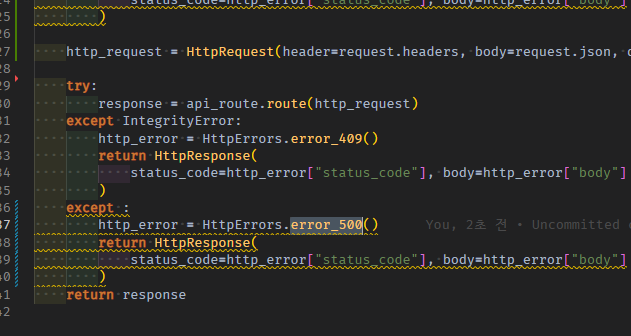 24 status_code=http_error["status_code"], body=http_error["body"]
25 )
26
27 http_request = HttpRequest(header=request.headers, body=request.json,
28
29 try:
30 response = api_route.route(http_request)
31 except IntegrityError:
32 http_error = HttpErrors.error_409()
33 return HttpResponse(
34 status_code=http_error["status_code"], body=http_error["body"]
35 )
36 except :
37 http_error = HttpErrors.error_500() You, 2초 전 • Uncommitted
38 return HttpResponse(
39 status_code=http_error["status_code"], body=http_error["body"]
40 )
41 return response
42